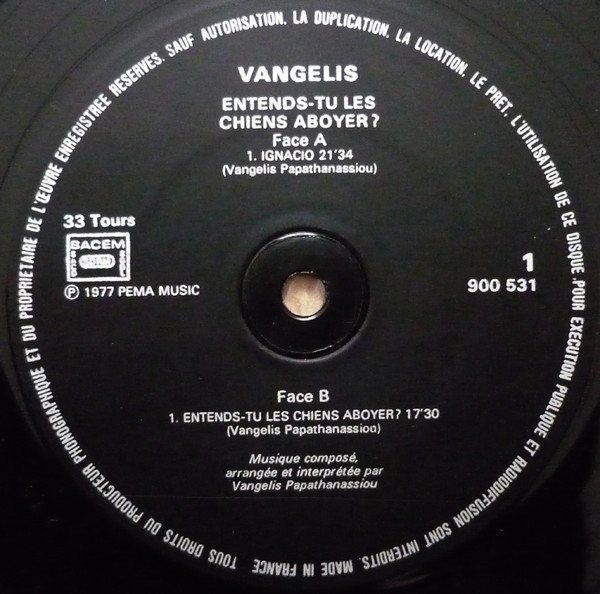 VANGELIS
ENTENDS-TU LES
CHIENS ABOYER?
Face A
1. IGNACIO 21'34
(Vangelis Papathanassiou)
33 Tours
SACEM
SACD
SDRM
SGDL
℗ 1977 PEMA MUSIC
1
900 531
Face B
1. ENTENDS-TU LES CHIENS ABOYER? 17'30
(Vangelis Papathanassiou)
Musique composé,
arrangée et interprétée par
Vangelis Papathanassiou
TOUS DROITS DU PRODUCTEUR PHONOGRAPHIQUE ET DU PROPRIETAIRE DE L'ŒUVRE ENREGISTREE RESERVES. SAUF AUTORISATION, LA DUPLICATION, LA LOCATION, LE PRET, L'UTILISATION DE CE DISQUE POUR EXECUTION PUBLIQUE ET RADIODIFFUSION SONT INTERDITS. MADE IN FRANCE